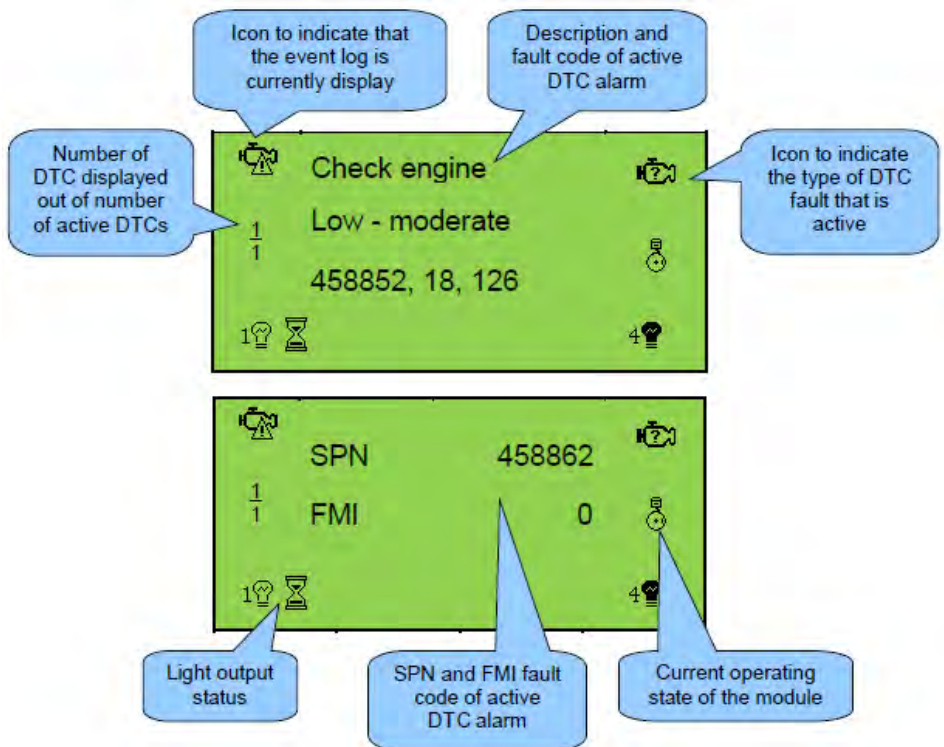 Icon to indicate that
the event log is
currently display
Description and
fault code of active
DTC alarm
Number of
DTC displayed
out of number
of active DTCs
Icon to indicate
the type of DTC
fault that is
active
Check engine
?
1
1
Low - moderate
458852, 18, 126
1
4
SPN 458862
?
1
1
FMI 0
1
4
Light output
status
SPN and FMI fault
code of active
DTC alarm
Current operating
state of the module